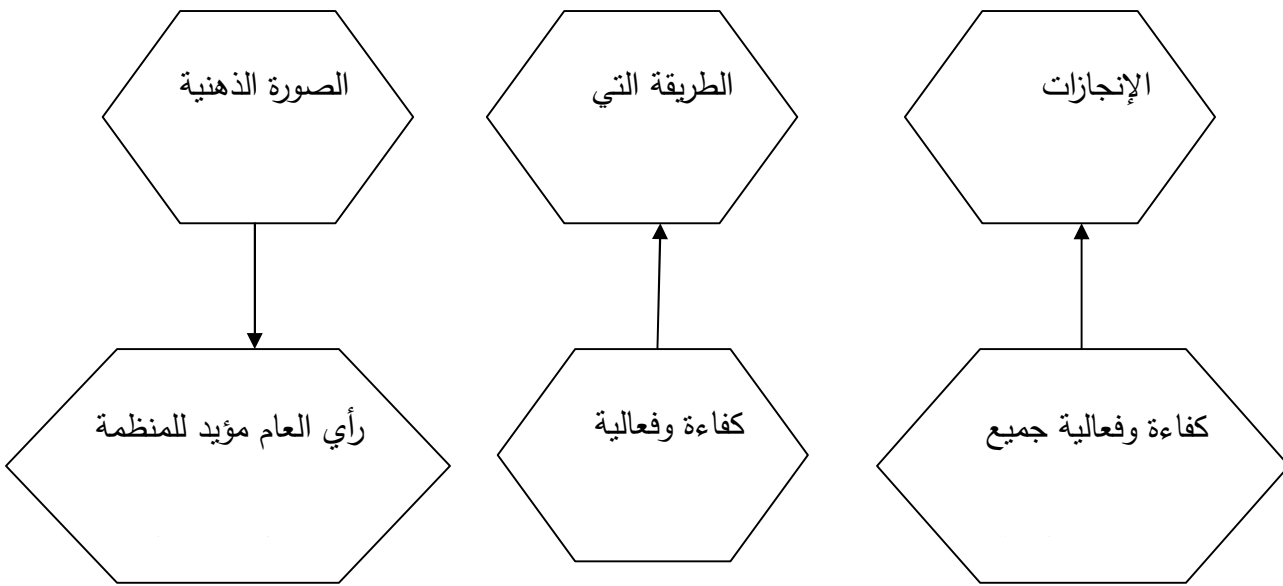 الإنجازات
الطريقة التي
الصورة الذهنية
كفاءة وفعالية جميع
كفاءة وفعالية
رأي العام مؤيد للمنظمة